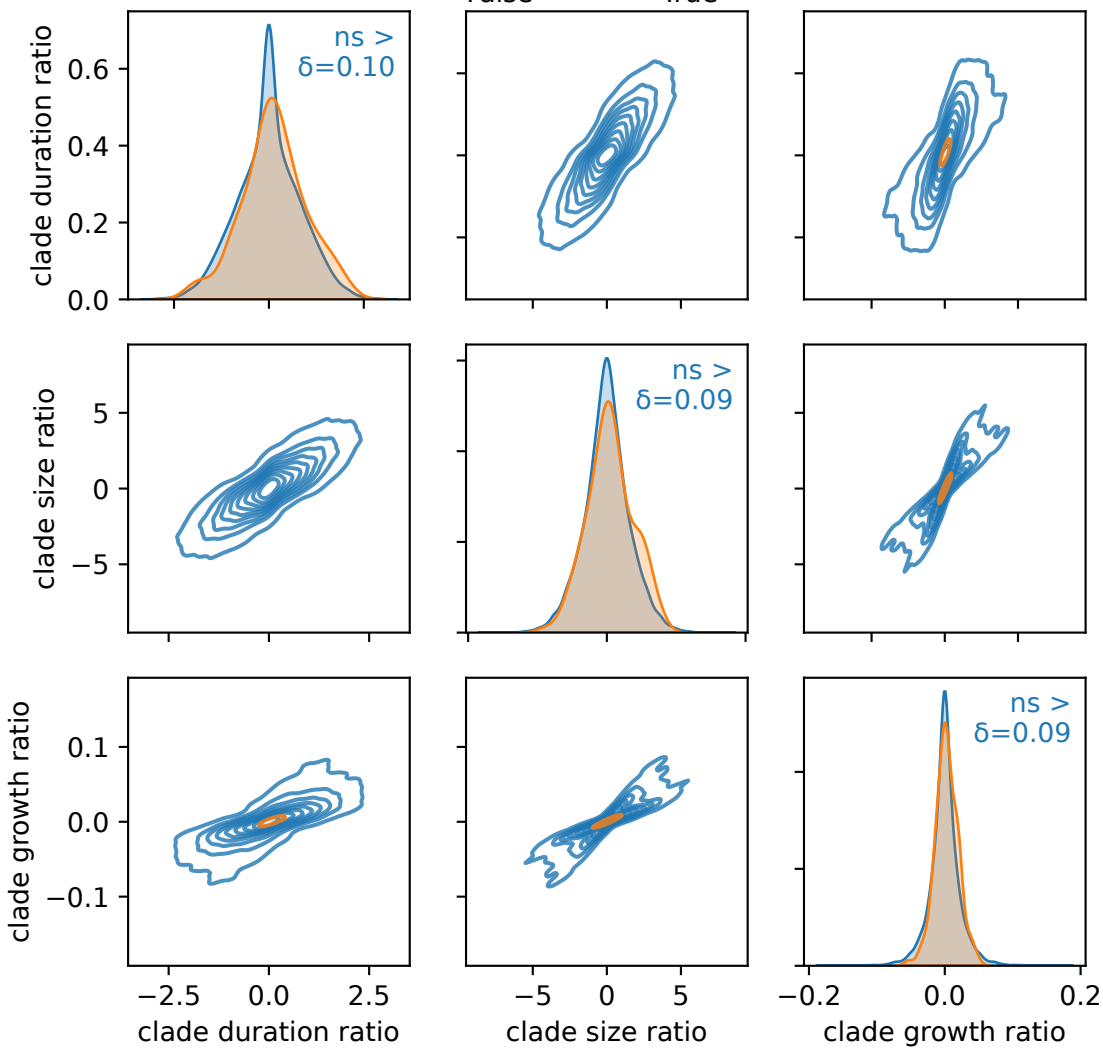 clade duration ratio
0.6
0.4
0.2
0.0
ns >
δ=0.10
clade size ratio
5
0
−5
ns >
δ=0.09
clade growth ratio
0.1
0.0
−0.1
ns >
δ=0.09
−2.5 0.0 2.5
−5 0 5
−0.2 0.0 0.2
clade duration ratio
clade size ratio
clade growth ratio